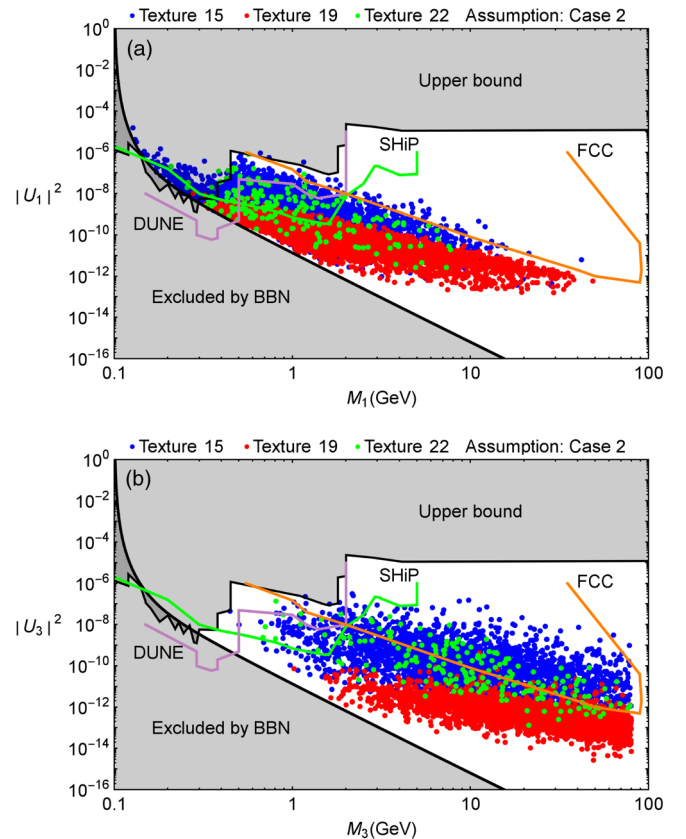 Texture 15 Texture 19 Texture 22 Assumption: Case 2
(a)
10^0
10^-2
10^-4
10^-6
10^-8
10^-10
10^-12
10^-14
10^-16
|U_1|^2
Upper bound
SHiP
FCC
DUNE
Excluded by BBN
0.1 1 10 100
M_1(GeV)
Texture 15 Texture 19 Texture 22 Assumption: Case 2
(b)
10^0
10^-2
10^-4
10^-6
10^-8
10^-10
10^-12
10^-14
10^-16
|U_3|^2
Upper bound
SHiP
FCC
DUNE
Excluded by BBN
0.1 1 10 100
M_3(GeV)